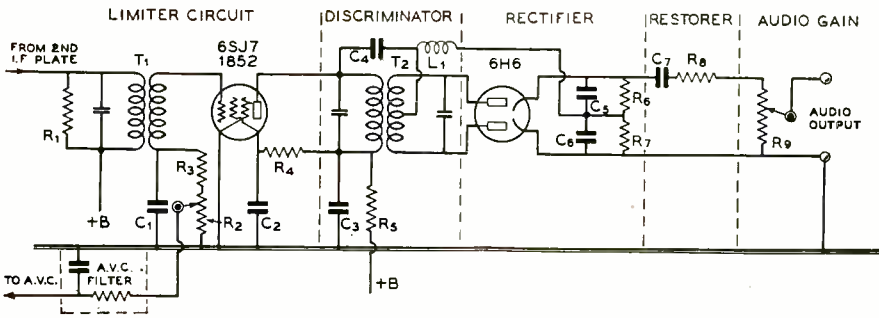 LIMITER CIRCUIT
DISCRIMINATOR
RECTIFIER
RESTORER
AUDIO GAIN
FROM 2ND
I.F PLATE
T1
6SJ7
1852
C4
T2
L1
6H6
C7
R8
R1
C5
R6
AUDIO
OUTPUT
C6
R7
R9
R3
R4
+B
C1
R2
C2
C3
R5
A.V.C.
FILTER
TO A.V.C.
+B